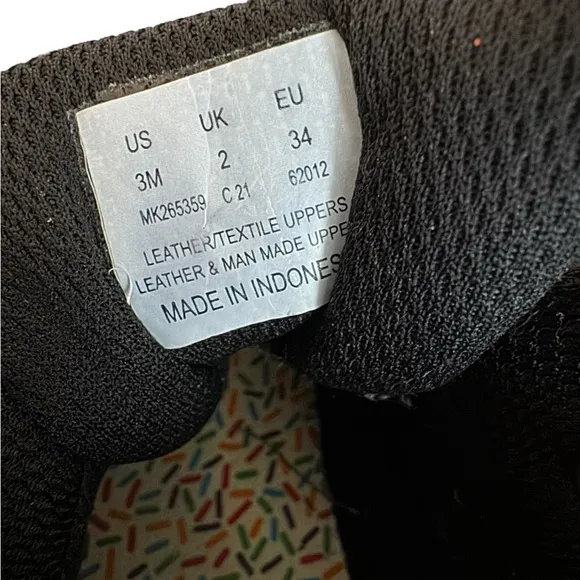 US UK EU
3M 2 34
MK265359 C 21 62012
LEATHER/TEXTILE UPPERS
LEATHER & MAN MADE UPPE
MADE IN INDONES